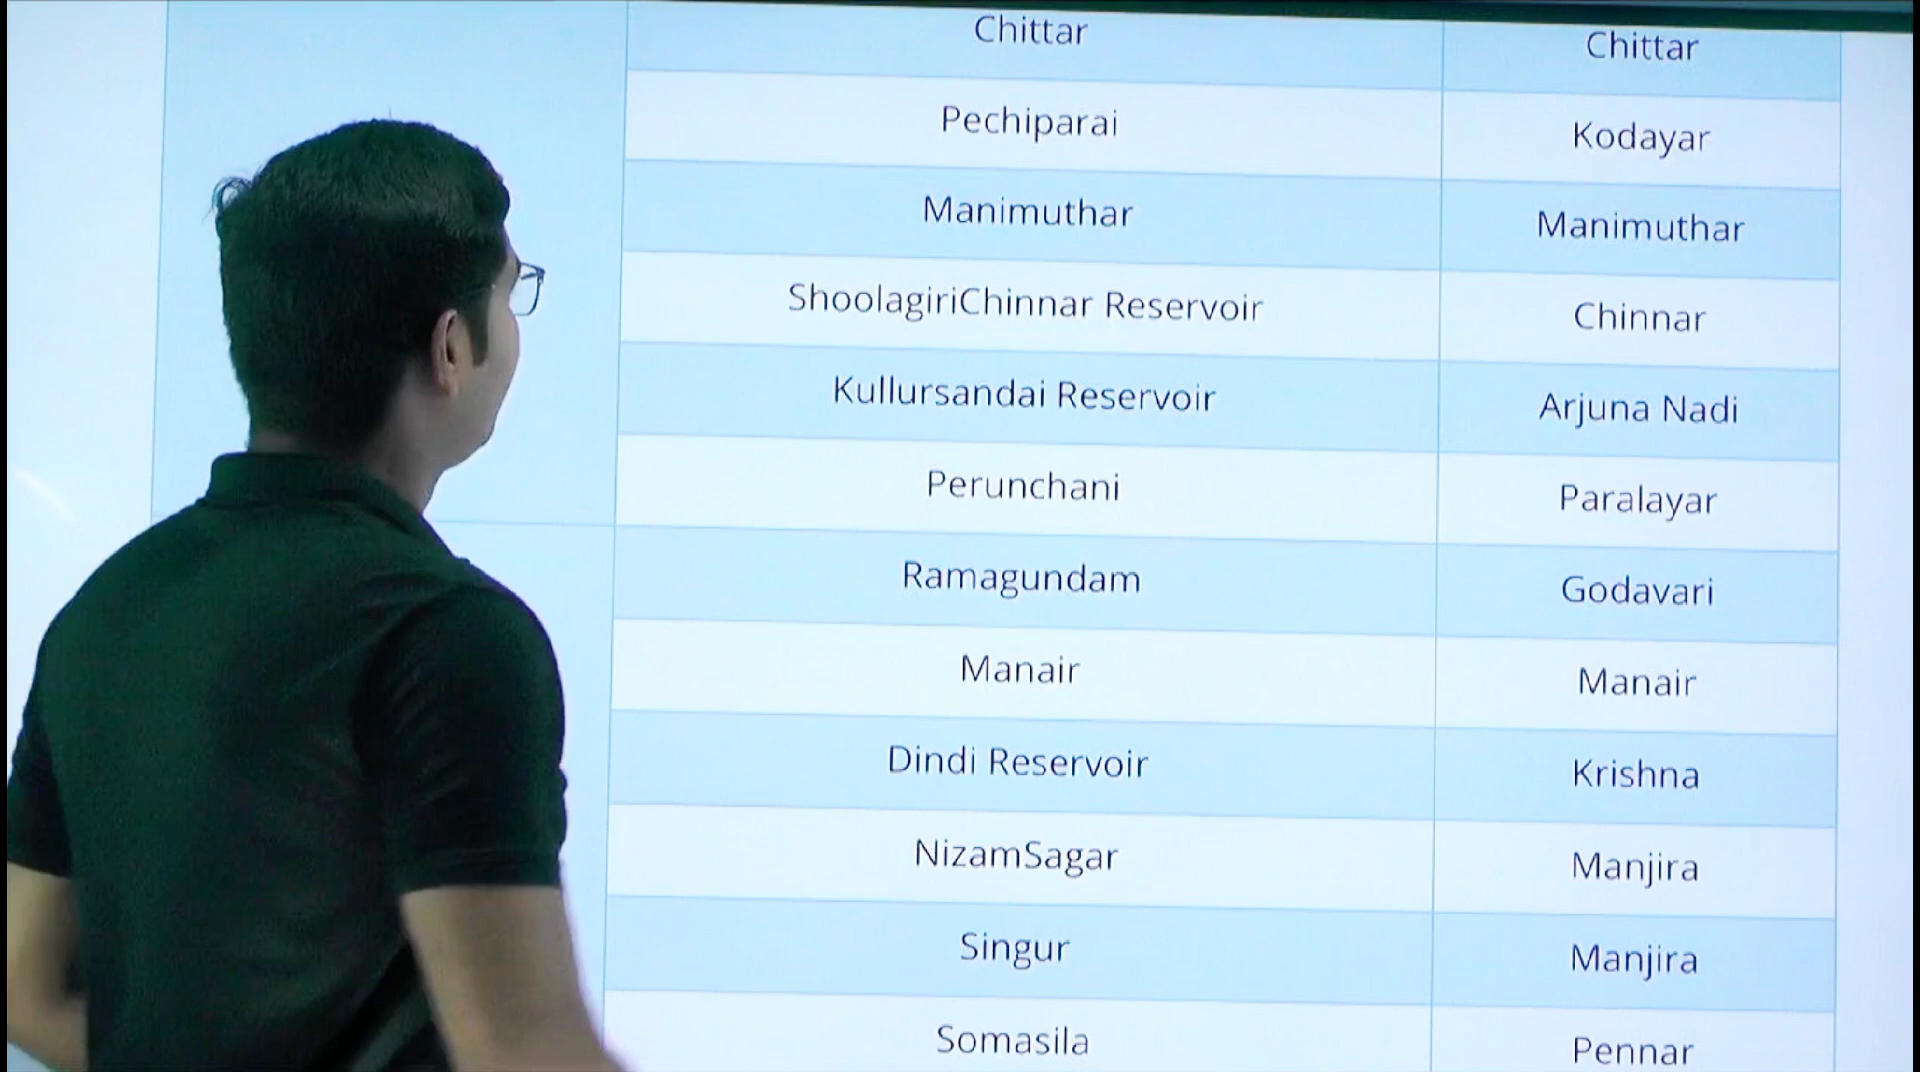 Chittar Chittar
Pechiparai Kodayar
Manimuthar Manimuthar
ShoolagiriChinnar Reservoir Chinnar
Kullursandai Reservoir Arjuna Nadi
Perunchani Paralayar
Ramagundam Godavari
Manair Manair
Dindi Reservoir Krishna
NizamSagar Manjira
Singur Manjira
Somasila Pennar